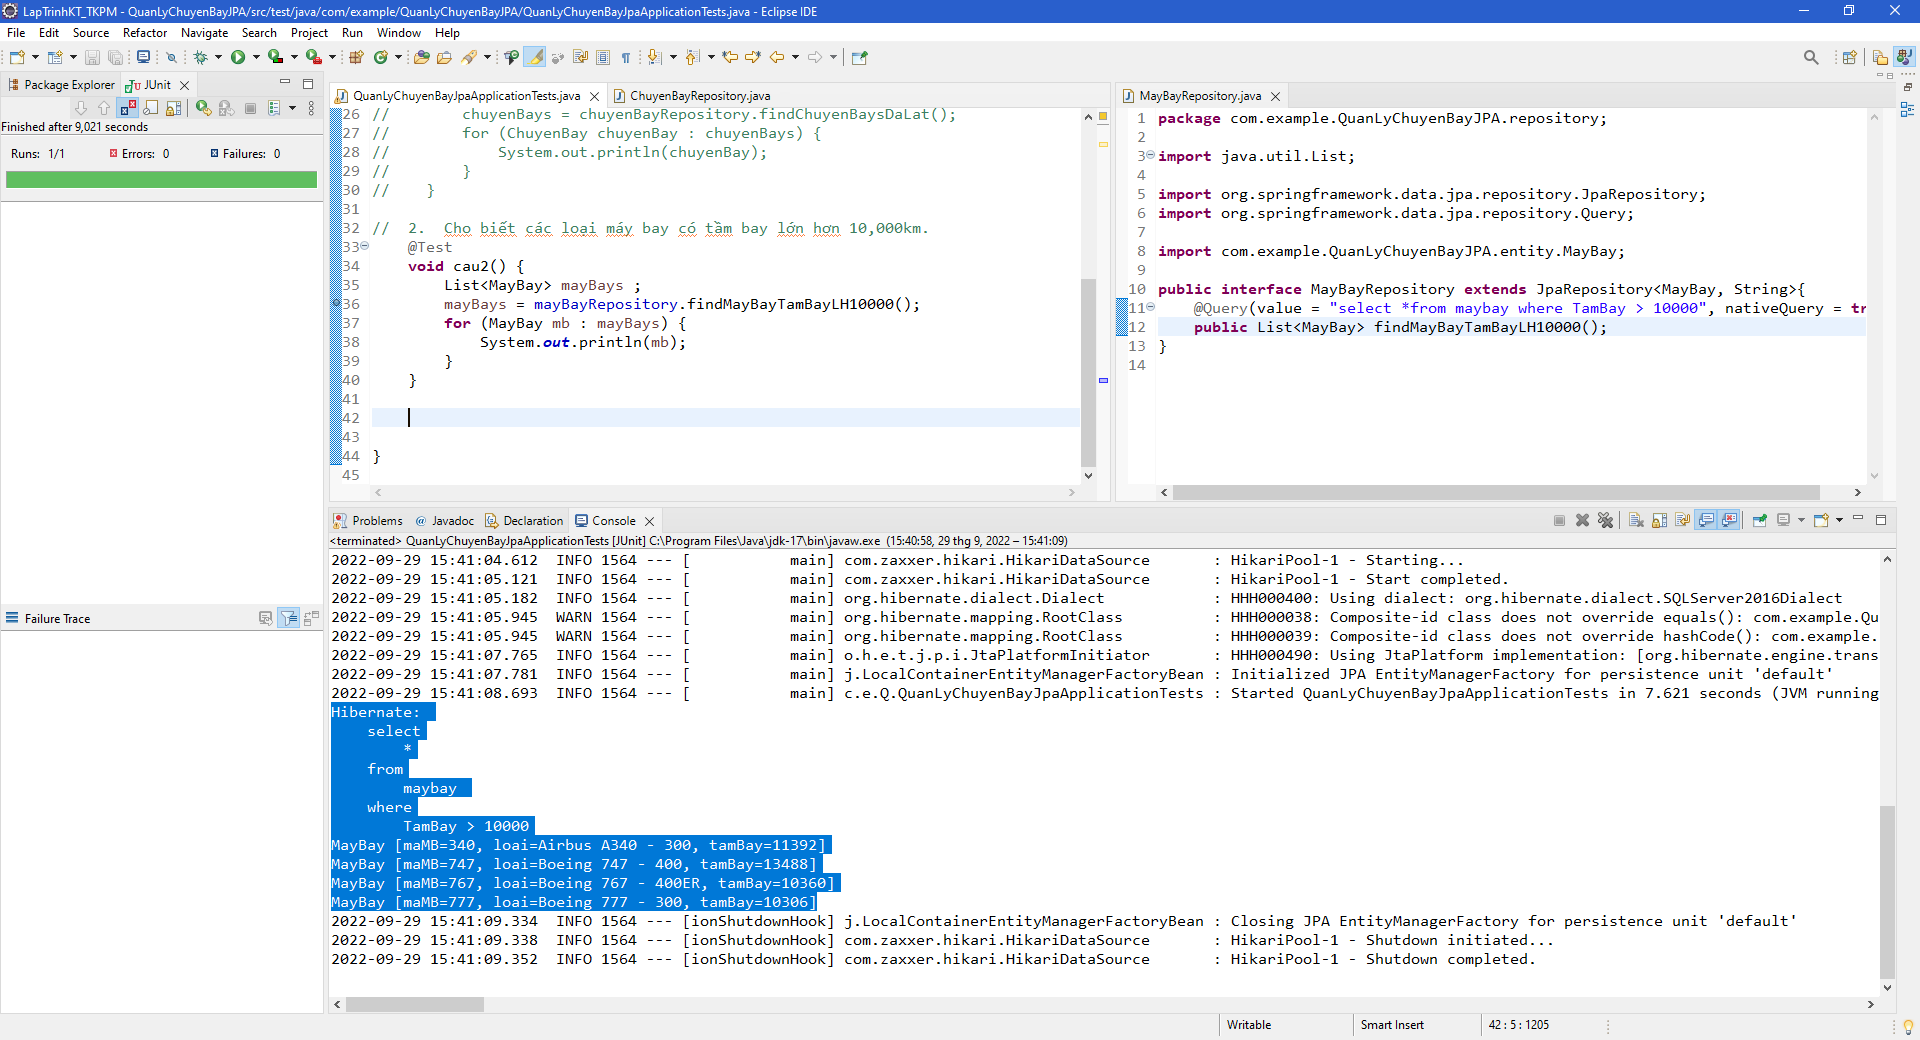 LapTrinhKT_TKPM - QuanLyChuyenBayJPA/src/test/java/com/example/QuanLyChuyenBayJPA/QuanLyChuyenBayJpaApplicationTests.java - Eclipse IDE
File Edit Source Refactor Navigate Search Project Run Window Help
Package Explorer JUnit
Finished after 9,021 seconds
Runs: 1/1 Errors: 0 Failures: 0
Failure Trace
QuanLyChuyenBayJpaApplicationTests.java ChuyenBayRepository.java
26 //        chuyenBays = chuyenBayRepository.findChuyenBaysDaLat();
27 //        for (ChuyenBay chuyenBay : chuyenBays) {
28 //            System.out.println(chuyenBay);
29 //        }
30 //    }
31
32 //  2.  Cho biết các loại máy bay có tầm bay lớn hơn 10,000km.
33     @Test
34     void cau2() {
35         List<MayBay> mayBays ;
36         mayBays = mayBayRepository.findMayBayTamBayLH10000();
37         for (MayBay mb : mayBays) {
38             System.out.println(mb);
39         }
40     }
41
42
43
44 }
45
MayBayRepository.java
1 package com.example.QuanLyChuyenBayJPA.repository;
2
3 import java.util.List;
4
5 import org.springframework.data.jpa.repository.JpaRepository;
6 import org.springframework.data.jpa.repository.Query;
7
8 import com.example.QuanLyChuyenBayJPA.entity.MayBay;
9
10 public interface MayBayRepository extends JpaRepository<MayBay, String>{
11     @Query(value = "select *from maybay where TamBay > 10000", nativeQuery = tr
12     public List<MayBay> findMayBayTamBayLH10000();
13 }
14
Problems @ Javadoc Declaration Console
<terminated> QuanLyChuyenBayJpaApplicationTests [JUnit] C:\Program Files\Java\jdk-17\bin\javaw.exe (15:40:58, 29 thg 9, 2022 – 15:41:09)
2022-09-29 15:41:04.612  INFO 1564 --- [           main] com.zaxxer.hikari.HikariDataSource       : HikariPool-1 - Starting...
2022-09-29 15:41:05.121  INFO 1564 --- [           main] com.zaxxer.hikari.HikariDataSource       : HikariPool-1 - Start completed.
2022-09-29 15:41:05.182  INFO 1564 --- [           main] org.hibernate.dialect.Dialect            : HHH000400: Using dialect: org.hibernate.dialect.SQLServer2016Dialect
2022-09-29 15:41:05.945  WARN 1564 --- [           main] org.hibernate.mapping.RootClass          : HHH000038: Composite-id class does not override equals(): com.example.Qu
2022-09-29 15:41:05.945  WARN 1564 --- [           main] org.hibernate.mapping.RootClass          : HHH000039: Composite-id class does not override hashCode(): com.example.
2022-09-29 15:41:07.765  INFO 1564 --- [           main] o.h.e.t.j.p.i.JtaPlatformInitiator       : HHH000490: Using JtaPlatform implementation: [org.hibernate.engine.trans
2022-09-29 15:41:07.781  INFO 1564 --- [           main] j.LocalContainerEntityManagerFactoryBean : Initialized JPA EntityManagerFactory for persistence unit 'default'
2022-09-29 15:41:08.693  INFO 1564 --- [           main] c.e.Q.QuanLyChuyenBayJpaApplicationTests : Started QuanLyChuyenBayJpaApplicationTests in 7.621 seconds (JVM running
Hibernate:
    select
        *
    from
        maybay
    where
        TamBay > 10000
MayBay [maMB=340, loai=Airbus A340 - 300, tamBay=11392]
MayBay [maMB=747, loai=Boeing 747 - 400, tamBay=13488]
MayBay [maMB=767, loai=Boeing 767 - 400ER, tamBay=10360]
MayBay [maMB=777, loai=Boeing 777 - 300, tamBay=10306]
2022-09-29 15:41:09.334  INFO 1564 --- [ionShutdownHook] j.LocalContainerEntityManagerFactoryBean : Closing JPA EntityManagerFactory for persistence unit 'default'
2022-09-29 15:41:09.338  INFO 1564 --- [ionShutdownHook] com.zaxxer.hikari.HikariDataSource       : HikariPool-1 - Shutdown initiated...
2022-09-29 15:41:09.352  INFO 1564 --- [ionShutdownHook] com.zaxxer.hikari.HikariDataSource       : HikariPool-1 - Shutdown completed.
Writable Smart Insert 42 : 5 : 1205